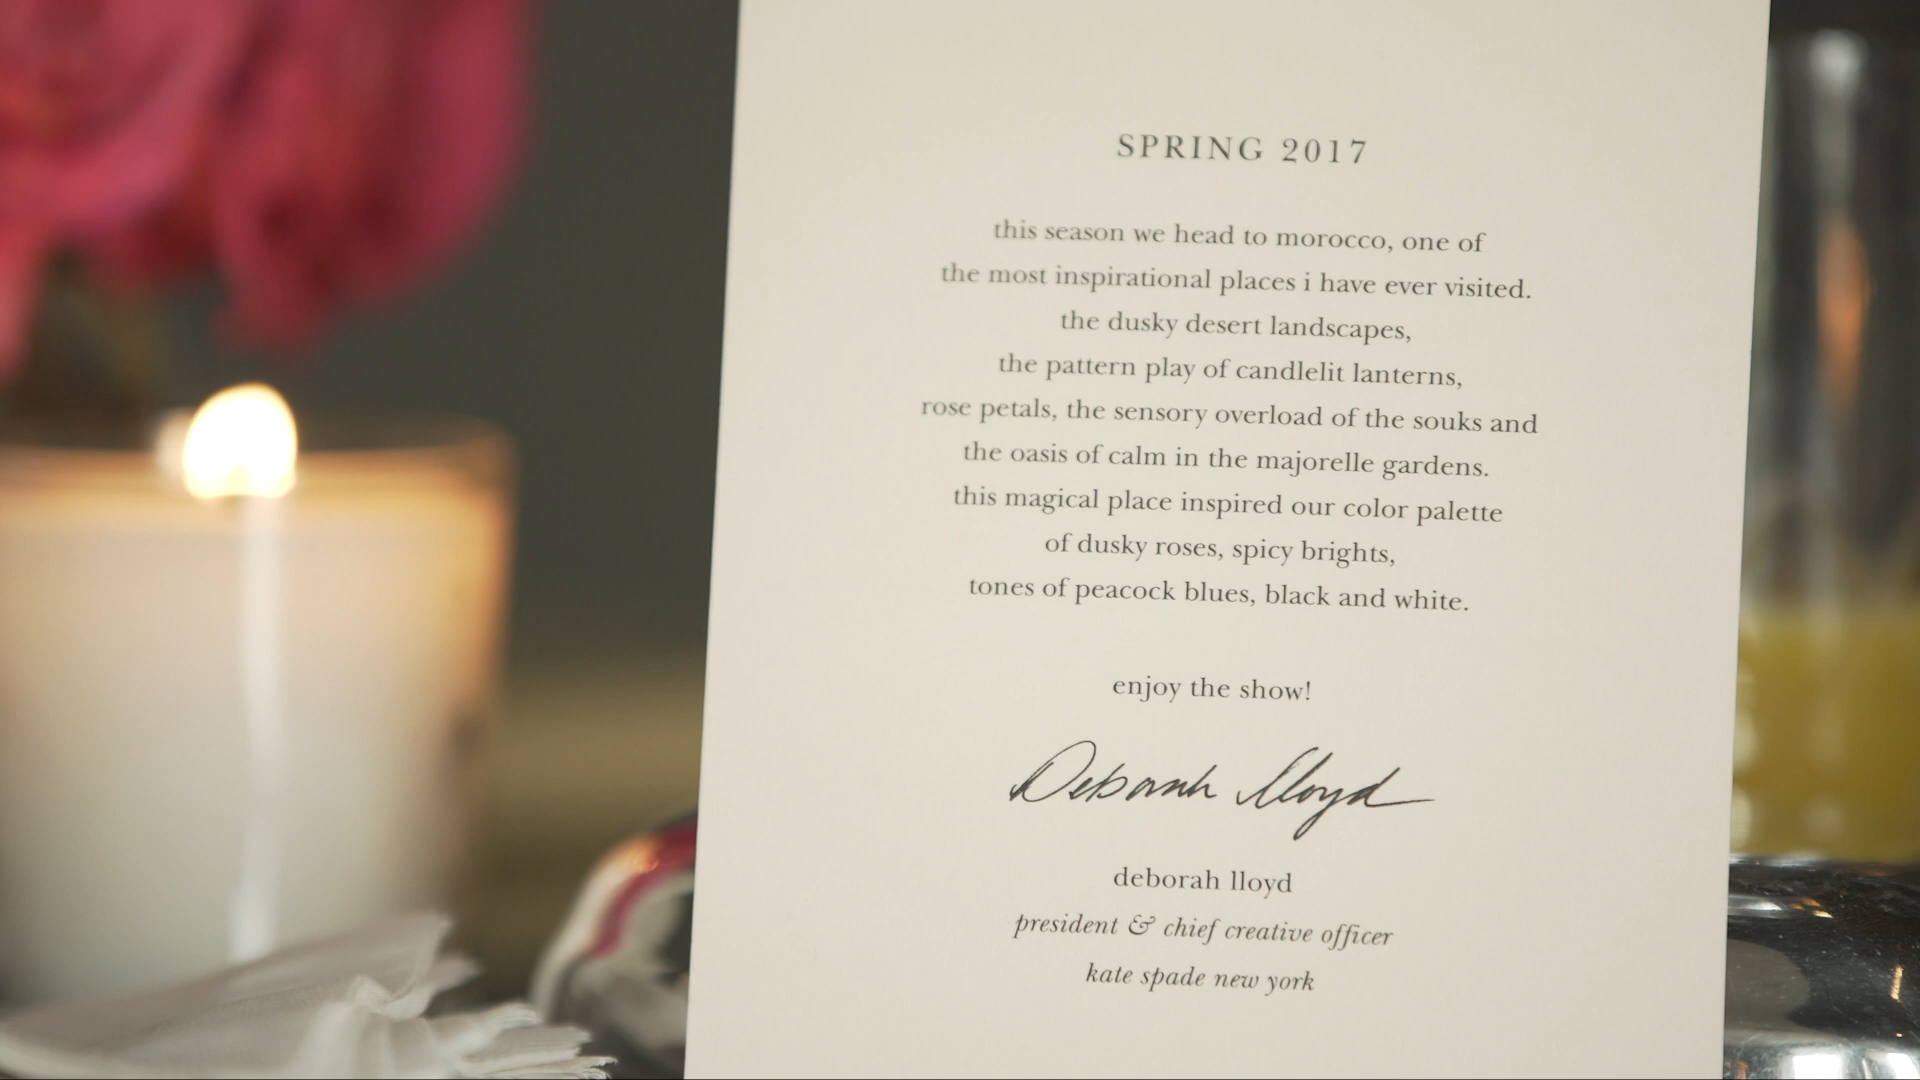 SPRING 2017
this season we head to morocco, one of
the most inspirational places i have ever visited.
the dusky desert landscapes,
the pattern play of candlelit lanterns,
rose petals, the sensory overload of the souks and
the oasis of calm in the majorelle gardens.
this magical place inspired our color palette
of dusky roses, spicy brights,
tones of peacock blues, black and white.
enjoy the show!
Deborah lloyd
deborah lloyd
president & chief creative officer
kate spade new york